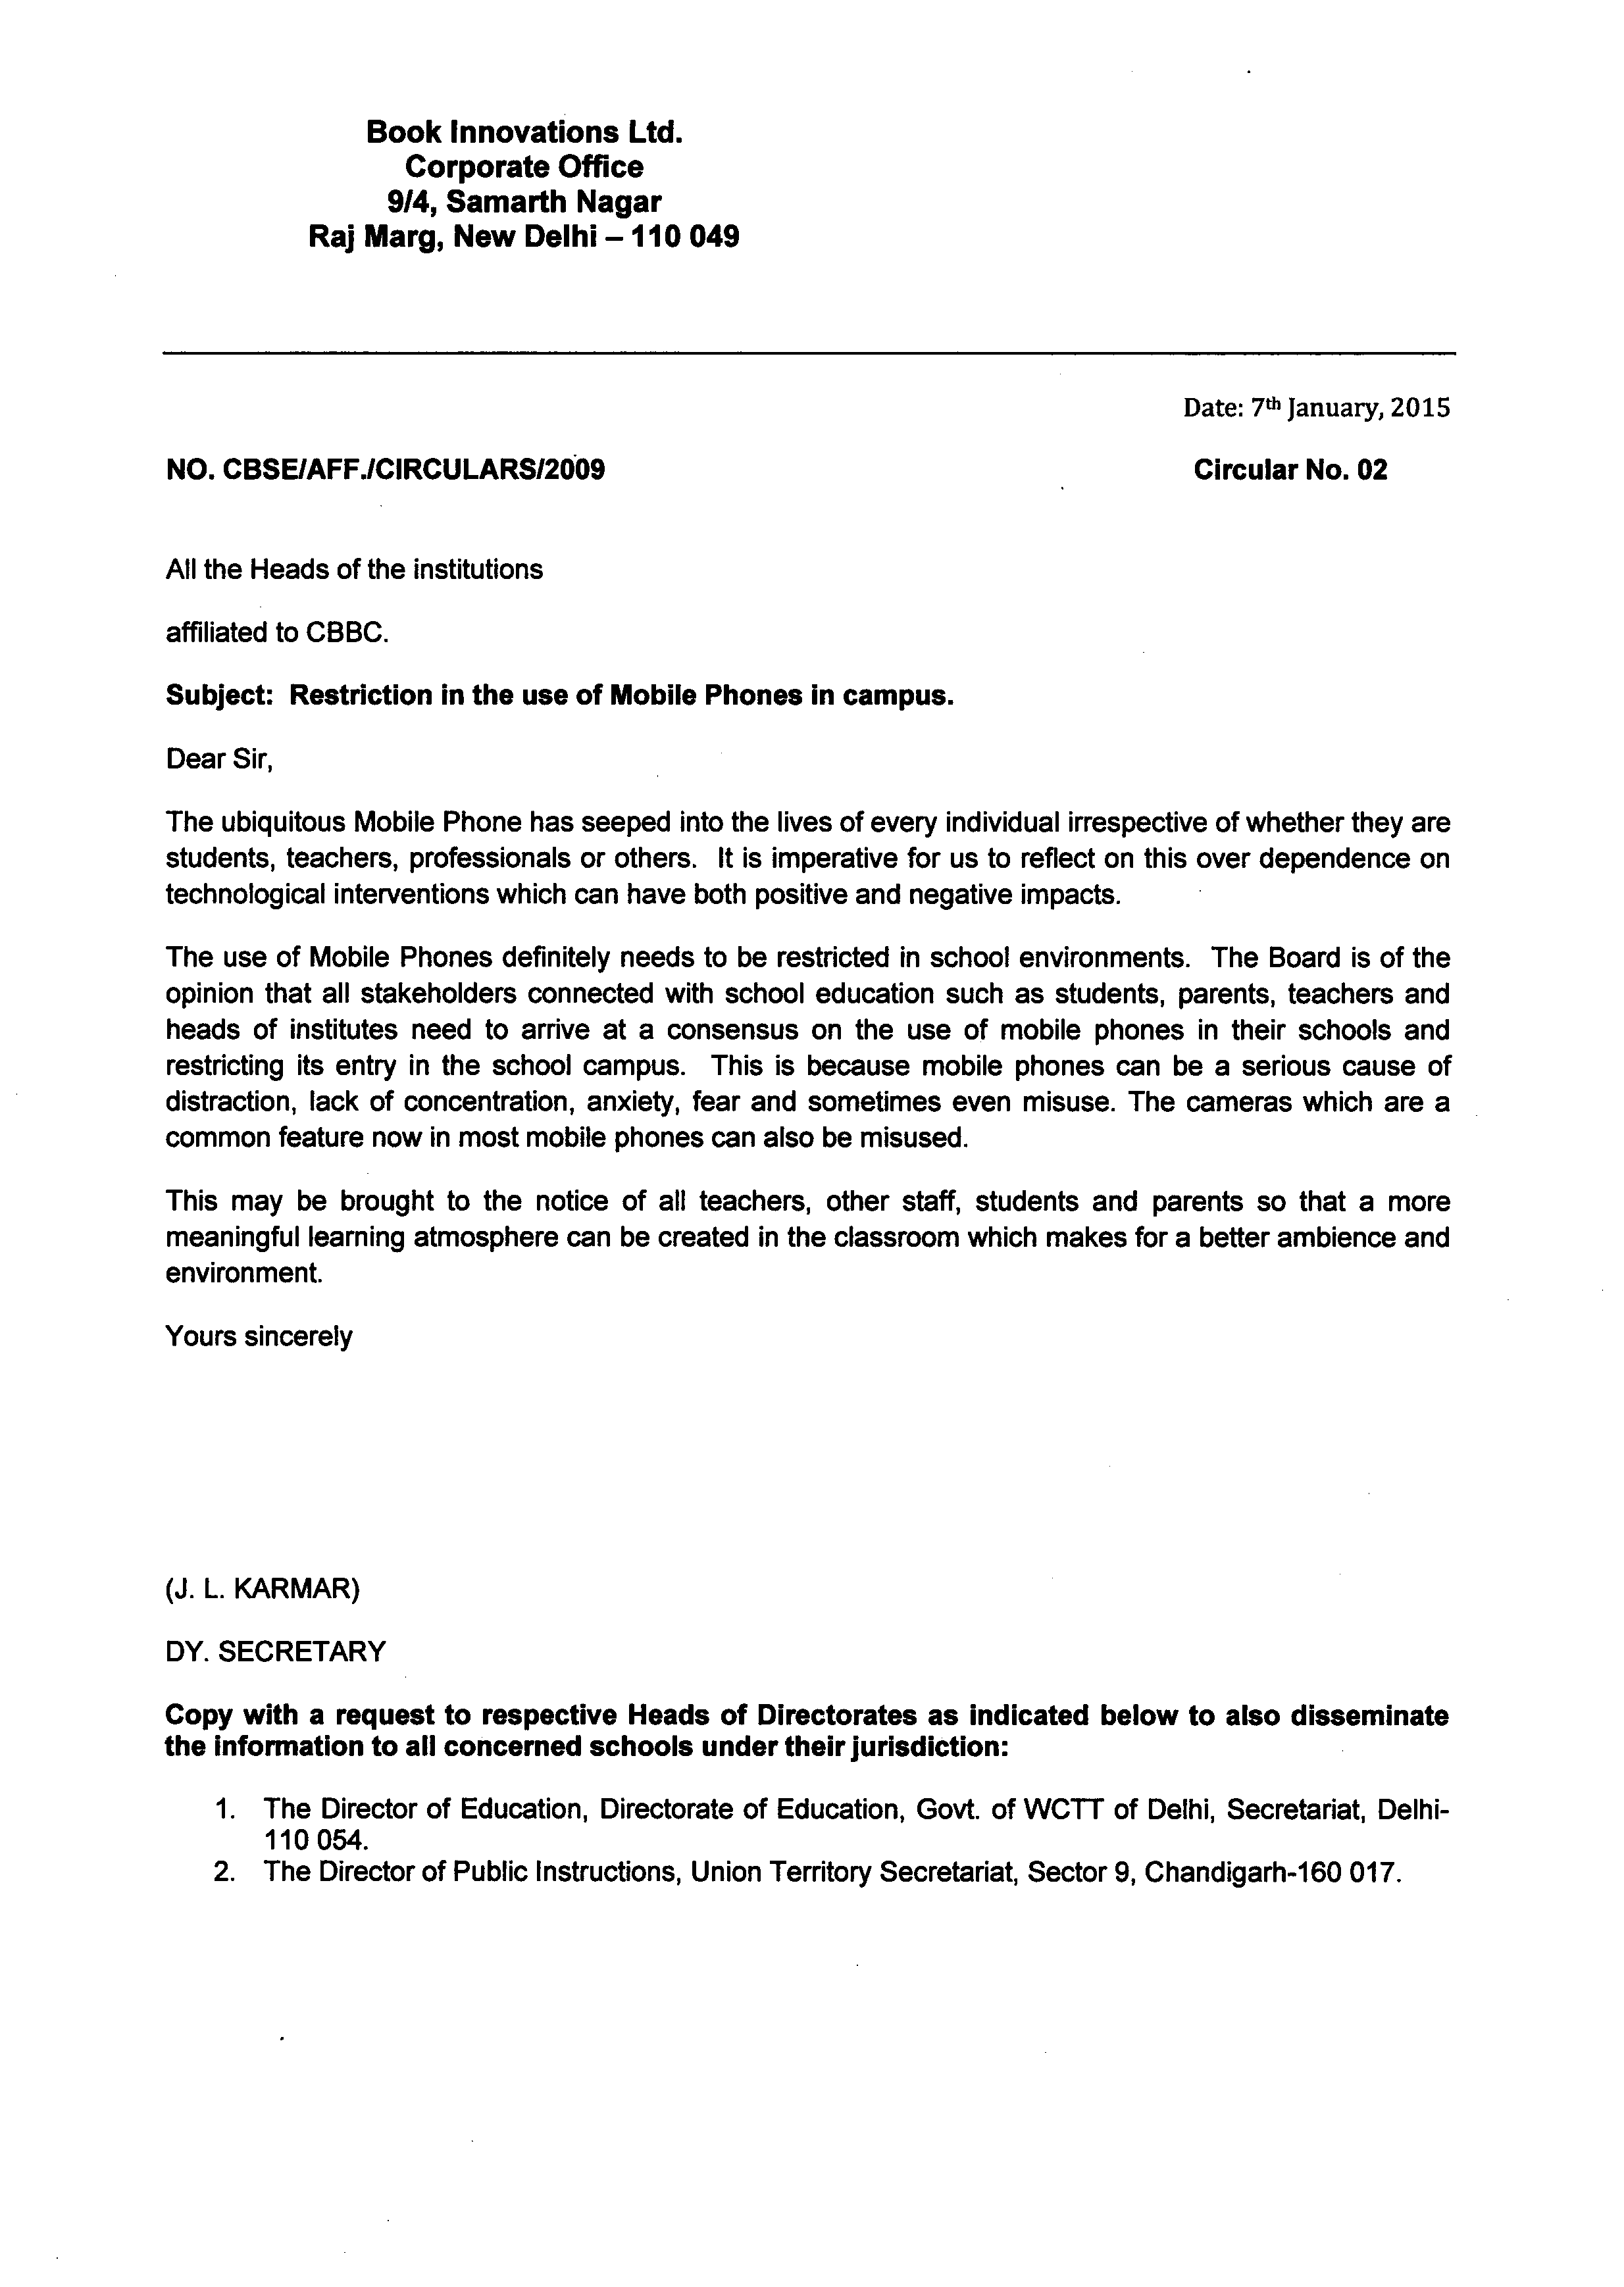 Book Innovations Ltd.
Corporate Office
9/4, Samarth Nagar
Raj Marg, New Delhi – 110 049
Date: 7th January, 2015
NO. CBSE/AFF./CIRCULARS/2009 Circular No. 02
All the Heads of the institutions
affiliated to CBBC.
Subject: Restriction in the use of Mobile Phones in campus.
Dear Sir,
The ubiquitous Mobile Phone has seeped into the lives of every individual irrespective of whether they are
students, teachers, professionals or others. It is imperative for us to reflect on this over dependence on
technological interventions which can have both positive and negative impacts.
The use of Mobile Phones definitely needs to be restricted in school environments. The Board is of the
opinion that all stakeholders connected with school education such as students, parents, teachers and
heads of institutes need to arrive at a consensus on the use of mobile phones in their schools and
restricting its entry in the school campus. This is because mobile phones can be a serious cause of
distraction, lack of concentration, anxiety, fear and sometimes even misuse. The cameras which are a
common feature now in most mobile phones can also be misused.
This may be brought to the notice of all teachers, other staff, students and parents so that a more
meaningful learning atmosphere can be created in the classroom which makes for a better ambience and
environment.
Yours sincerely
(J. L. KARMAR)
DY. SECRETARY
Copy with a request to respective Heads of Directorates as indicated below to also disseminate
the information to all concerned schools under their jurisdiction:
1. The Director of Education, Directorate of Education, Govt. of WCTT of Delhi, Secretariat, Delhi-
110 054.
2. The Director of Public Instructions, Union Territory Secretariat, Sector 9, Chandigarh-160 017.